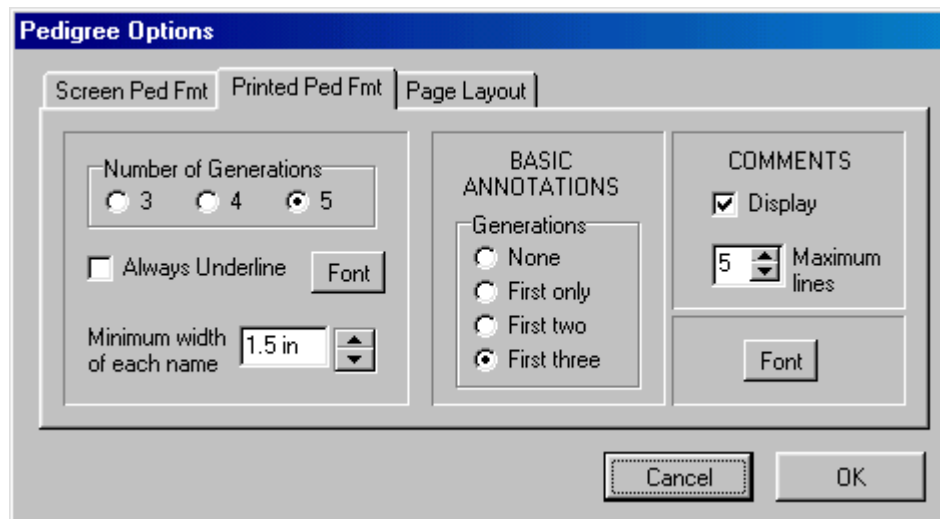 Pedigree Options
Screen Ped Fmt
Printed Ped Fmt
Page Layout
Number of Generations
3 4 5
Always Underline
Font
Minimum width
of each name
1.5 in
BASIC
ANNOTATIONS
Generations
None
First only
First two
First three
COMMENTS
Display
5
Maximum
lines
Font
Cancel
OK